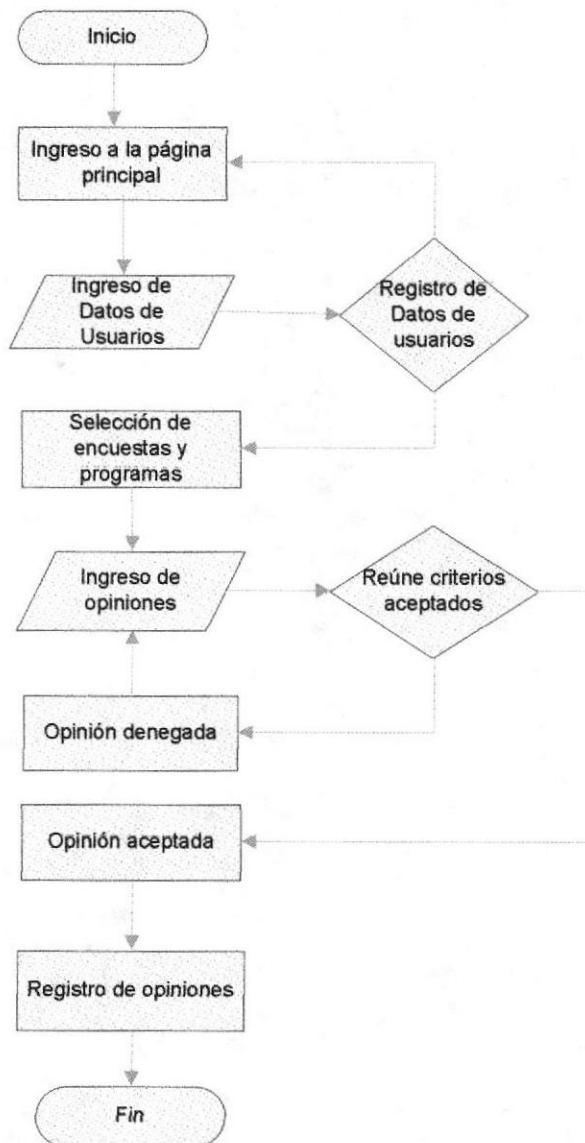 Inicio
Ingreso a la página
principal
Ingreso de
Datos de
Usuarios
Registro de
Datos de
usuarios
Selección de
encuestas y
programas
Ingreso de
opiniones
Reúne criterios
aceptados
Opinión denegada
Opinión aceptada
Registro de opiniones
Fin